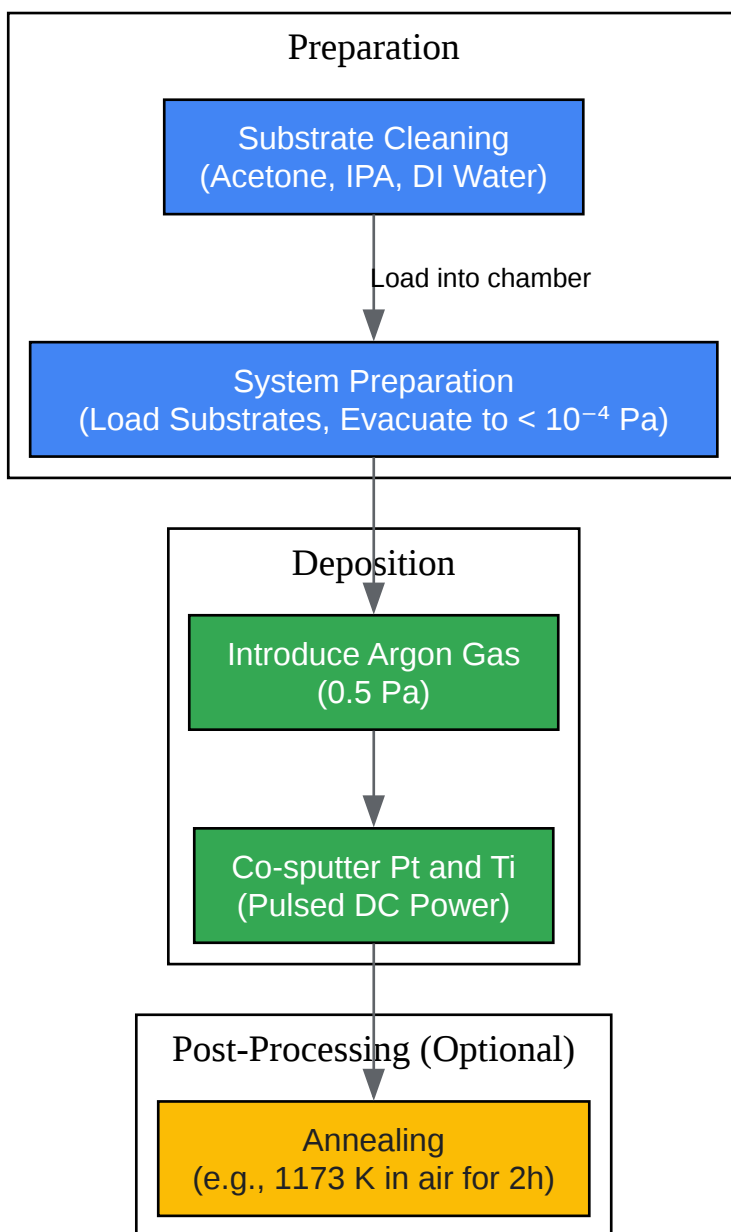 Preparation
Substrate Cleaning
(Acetone, IPA, DI Water)
Load into chamber
System Preparation
(Load Substrates, Evacuate to < 10⁻⁴ Pa)
Deposition
Introduce Argon Gas
(0.5 Pa)
Co-sputter Pt and Ti
(Pulsed DC Power)
Post-Processing (Optional)
Annealing
(e.g., 1173 K in air for 2h)